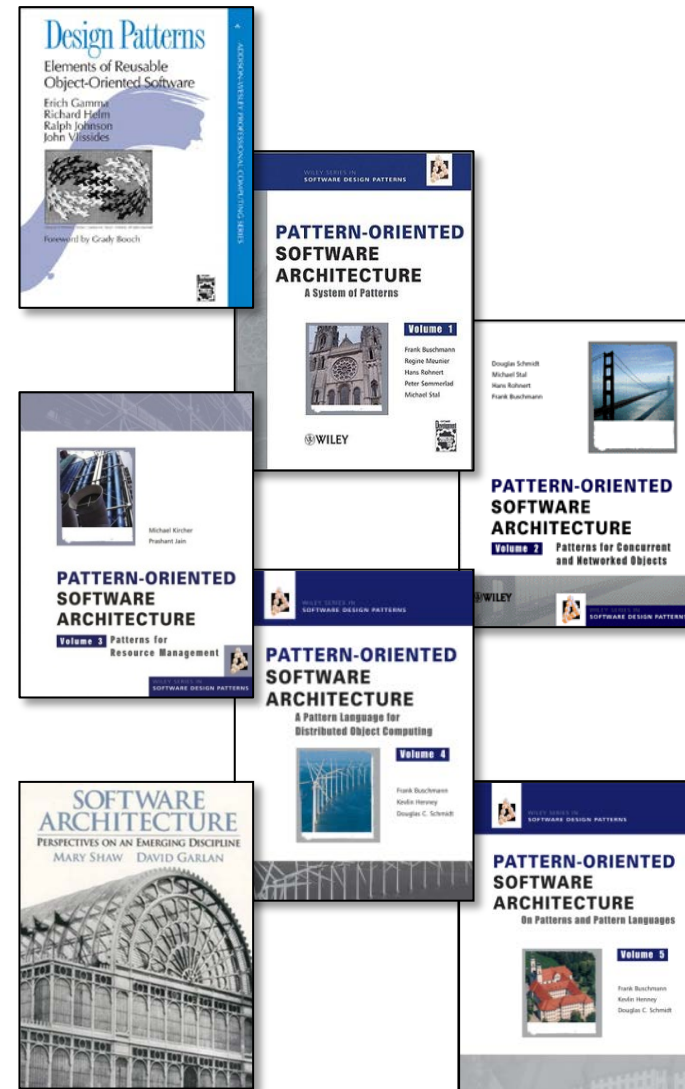 Design Patterns
Elements of Reusable
Object-Oriented Software
Erich Gamma
Richard Helm
Ralph Johnson
John Vlissides
Foreword by Grady Booch
ADDISON-WESLEY PROFESSIONAL COMPUTING SERIES
WILEY SERIES IN
SOFTWARE DESIGN PATTERNS
PATTERN-ORIENTED
SOFTWARE
ARCHITECTURE
A System of Patterns
Volume 1
Frank Buschmann
Regine Meunier
Hans Rohnert
Peter Sommerlad
Michael Stal
WILEY
Douglas Schmidt
Michael Stal
Hans Rohnert
Frank Buschmann
PATTERN-ORIENTED
SOFTWARE
ARCHITECTURE
Volume 2 Patterns for Concurrent
and Networked Objects
WILEY
WILEY SERIES IN
SOFTWARE DESIGN PATTERNS
Michael Kircher
Prashant Jain
PATTERN-ORIENTED
SOFTWARE
ARCHITECTURE
Volume 3 Patterns for
Resource Management
WILEY SERIES IN
SOFTWARE DESIGN PATTERNS
WILEY SERIES IN
SOFTWARE DESIGN PATTERNS
PATTERN-ORIENTED
SOFTWARE
ARCHITECTURE
A Pattern Language for
Distributed Object Computing
Volume 4
Frank Buschmann
Kevlin Henney
Douglas C. Schmidt
SOFTWARE
ARCHITECTURE
PERSPECTIVES ON AN EMERGING DISCIPLINE
MARY SHAW DAVID GARLAN
WILEY SERIES IN
SOFTWARE DESIGN PATTERNS
PATTERN-ORIENTED
SOFTWARE
ARCHITECTURE
On Patterns and Pattern Languages
Volume 5
Frank Buschmann
Kevlin Henney
Douglas C. Schmidt